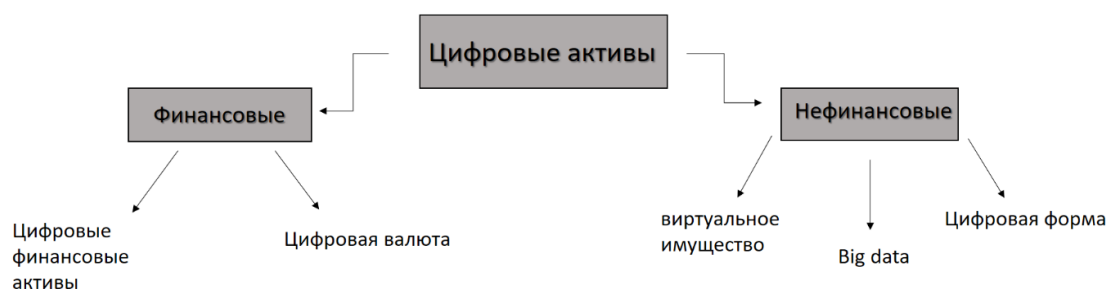 Цифровые активы
Финансовые
Нефинансовые
Цифровые
финансовые
активы
Цифровая валюта
виртуальное
имущество
Big data
Цифровая форма